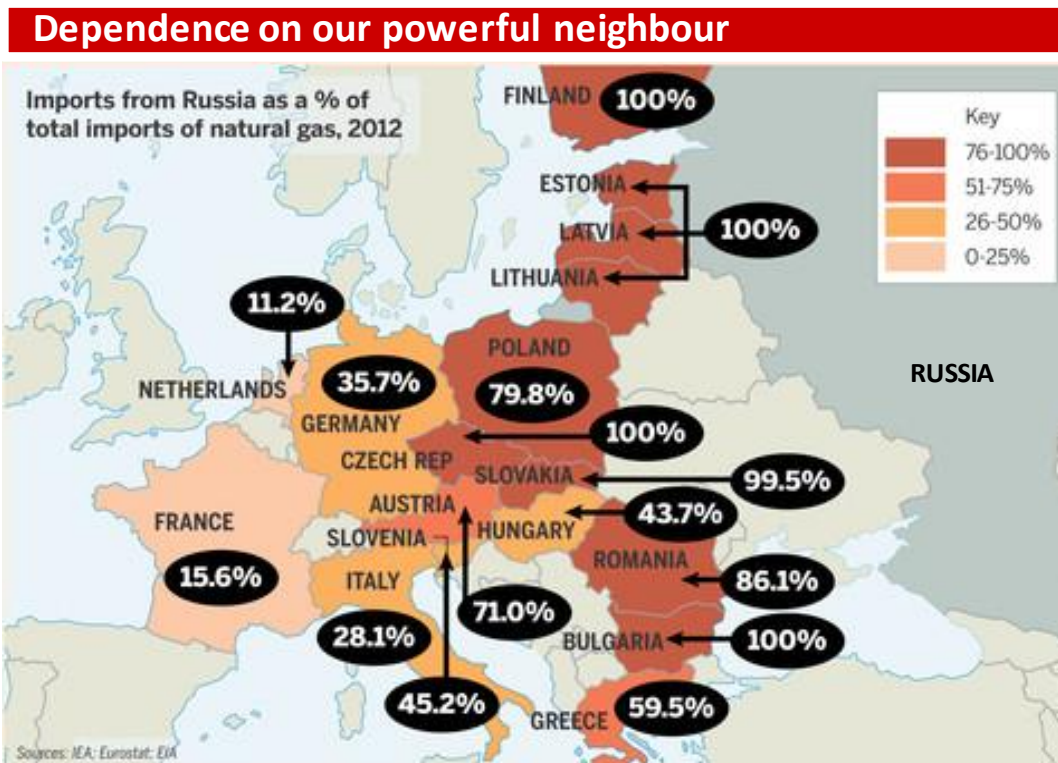 Dependence on our powerful neighbour
Imports from Russia as a % of
total imports of natural gas, 2012
FINLAND 100%
Key
76-100%
51-75%
26-50%
0-25%
ESTONIA
LATVIA
100%
LITHUANIA
11.2%
POLAND
RUSSIA
NETHERLANDS
35.7%
79.8%
GERMANY
100%
CZECH REP
SLOVAKIA
99.5%
AUSTRIA
43.7%
FRANCE
HUNGARY
SLOVENIA
ROMANIA
15.6%
ITALY
86.1%
71.0%
28.1%
BULGARIA
100%
45.2%
GREECE 59.5%
Sources: IEA; Eurostat; EIA